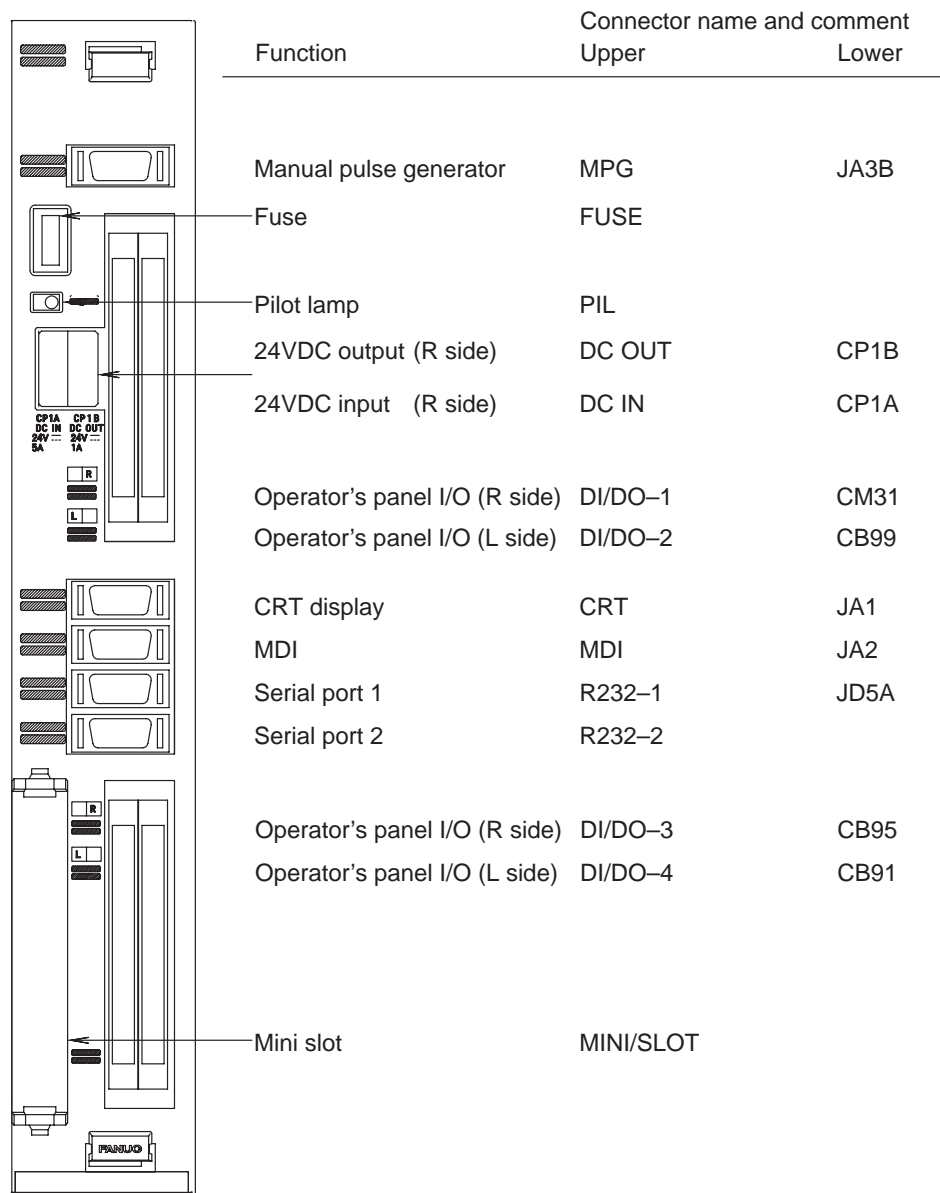 Connector name and comment
Function Upper Lower
Manual pulse generator MPG JA3B
Fuse FUSE
Pilot lamp PIL
24VDC output (R side) DC OUT CP1B
24VDC input (R side) DC IN CP1A
CP1A CP1B
DC IN DC OUT
24V 24V
5A 1A
R
Operator’s panel I/O (R side) DI/DO–1 CM31
L
Operator’s panel I/O (L side) DI/DO–2 CB99
CRT display CRT JA1
MDI MDI JA2
Serial port 1 R232–1 JD5A
Serial port 2 R232–2
R
Operator’s panel I/O (R side) DI/DO–3 CB95
L
Operator’s panel I/O (L side) DI/DO–4 CB91
Mini slot MINI/SLOT
FANUC